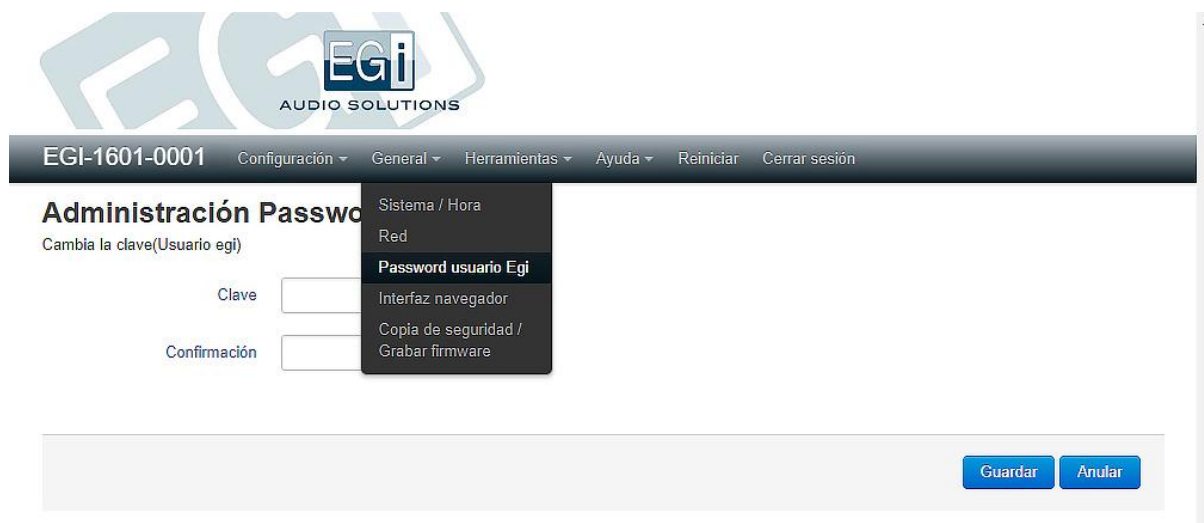 EGi
AUDIO SOLUTIONS
EGI-1601-0001 Configuración General Herramientas Ayuda Reiniciar Cerrar sesión
Administración Passwo
Cambia la clave(Usuario egi)
Sistema / Hora
Red
Password usuario Egi
Interfaz navegador
Copia de seguridad /
Grabar firmware
Clave
Confirmación
Guardar Anular